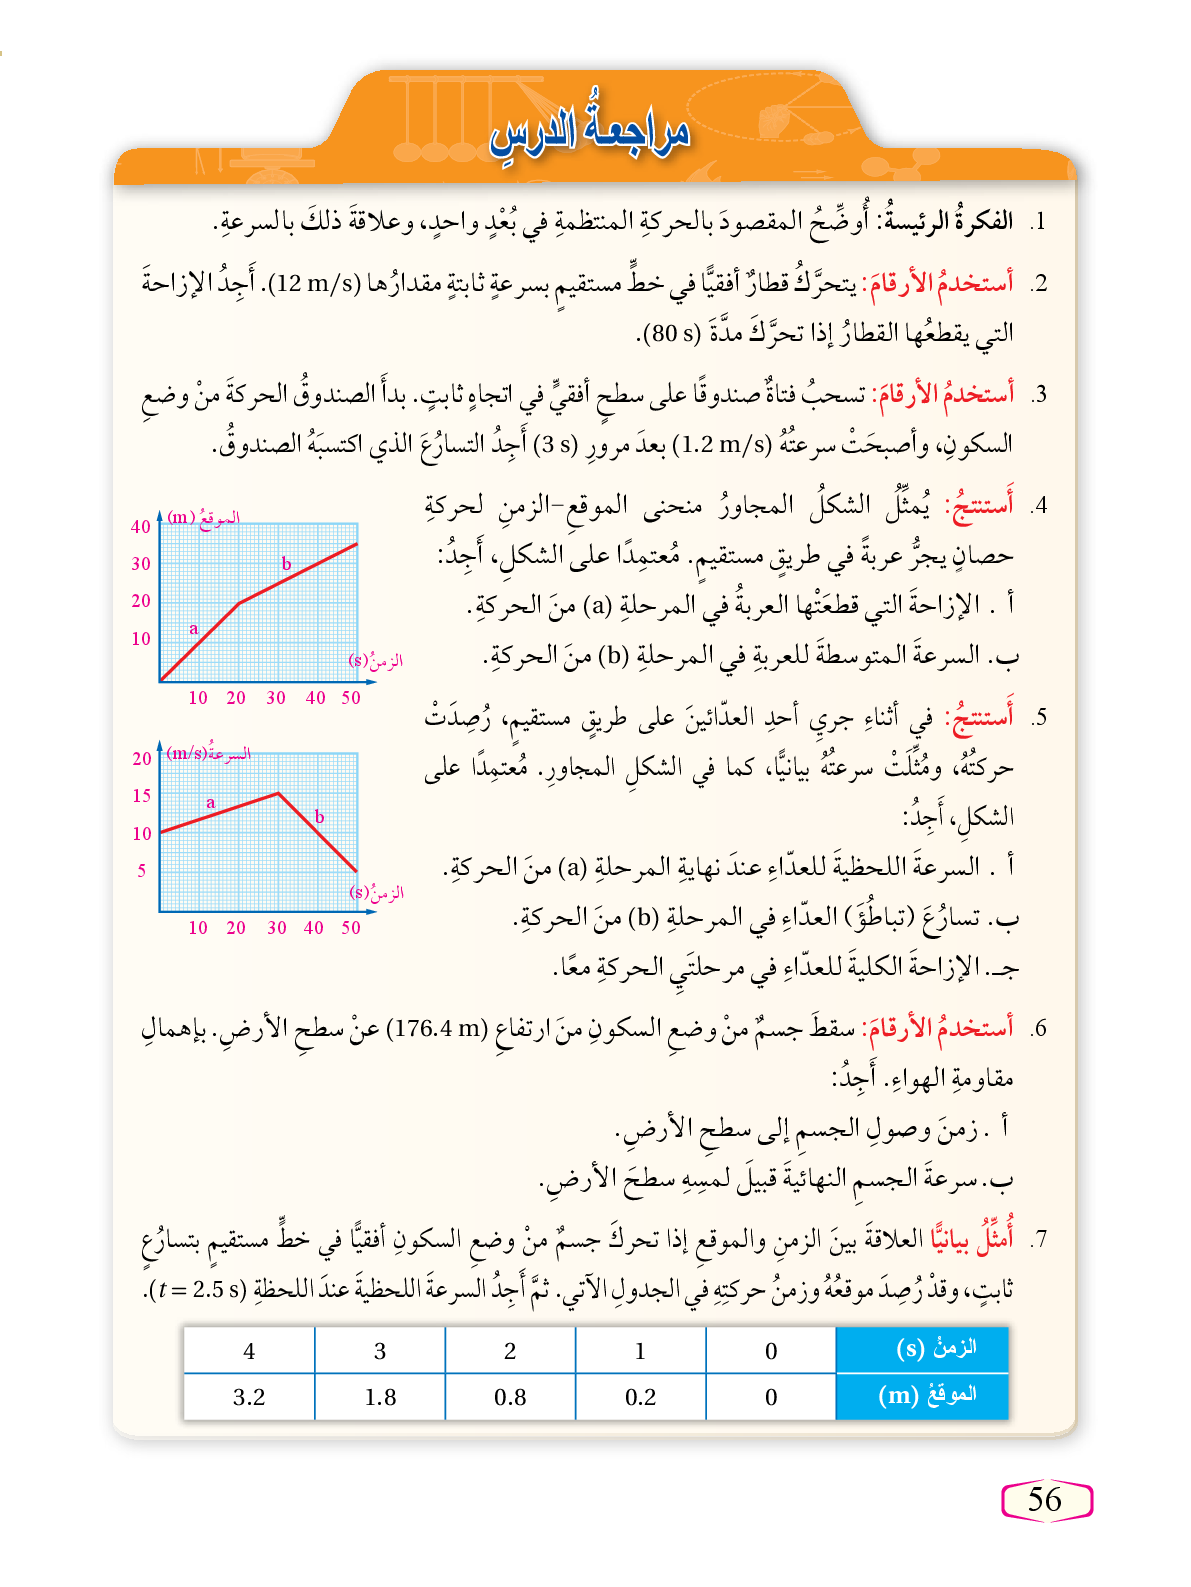 مراجعةُ الدرسِ
1. الفكرةُ الرئيسةُ: أُوضِّحُ المقصودَ بالحركةِ المنتظمةِ في بُعْدٍ واحدٍ، وعلاقةَ ذلكَ بالسرعةِ.
2. أستخدمُ الأرقامَ: يتحرَّكُ قطارٌ أفقيًّا في خطٍّ مستقيمٍ بسرعةٍ ثابتةٍ مقدارُها (12 m/s). أَجِدُ الإزاحةَ
التي يقطعُها القطارُ إذا تحرَّكَ مدَّةَ (80 s).
3. أستخدمُ الأرقامَ: تسحبُ فتاةٌ صندوقًا على سطحٍ أفقيٍّ في اتجاهٍ ثابتٍ. بدأَ الصندوقُ الحركةَ منْ وضعِ
السكونِ، وأصبحَتْ سرعتُهُ (1.2 m/s) بعدَ مرورِ (3 s) أَجِدُ التسارُعَ الذي اكتسبَهُ الصندوقُ.
4. أَستنتجُ: يُمثِّلُ الشكلُ المجاورُ منحنى الموقعِ-الزمنِ لحركةِ
حصانٍ يجرُّ عربةً في طريقٍ مستقيمٍ. مُعتمِدًا على الشكلِ، أَجِدُ:
أ . الإزاحةَ التي قطعَتْها العربةُ في المرحلةِ (a) منَ الحركةِ.
ب. السرعةَ المتوسطةَ للعربةِ في المرحلةِ (b) منَ الحركةِ.
الموقعُ (m)
40
30
20
10
a
b
الزمنُ(s)
10 20 30 40 50
5. أَستنتجُ: في أثناءِ جريِ أحدِ العدّائينَ على طريقٍ مستقيمٍ، رُصِدَتْ
حركتُهُ، ومُثِّلَتْ سرعتُهُ بيانيًّا، كما في الشكلِ المجاورِ. مُعتمِدًا على
الشكلِ، أَجِدُ:
أ . السرعةَ اللحظيةَ للعدّاءِ عندَ نهايةِ المرحلةِ (a) منَ الحركةِ.
ب. تسارُعَ (تباطُؤَ) العدّاءِ في المرحلةِ (b) منَ الحركةِ.
جـ. الإزاحةَ الكليةَ للعدّاءِ في مرحلتَيِ الحركةِ معًا.
السرعةُ(m/s)
20
15
10
5
a
b
الزمنُ(s)
10 20 30 40 50
6. أستخدمُ الأرقامَ: سقطَ جسمٌ منْ وضعِ السكونِ منَ ارتفاعِ (176.4 m) عنْ سطحِ الأرضِ. بإهمالِ
مقاومةِ الهواءِ. أَجِدُ:
أ . زمنَ وصولِ الجسمِ إلى سطحِ الأرضِ.
ب. سرعةَ الجسمِ النهائيةَ قبيلَ لمسِهِ سطحَ الأرضِ.
7. أُمثِّلُ بيانيًّا العلاقةَ بينَ الزمنِ والموقعِ إذا تحركَ جسمٌ منْ وضعِ السكونِ أفقيًّا في خطٍّ مستقيمٍ بتسارُعٍ
ثابتٍ، وقدْ رُصِدَ موقعُهُ وزمنُ حركتِهِ في الجدولِ الآتي. ثمَّ أَجِدُ السرعةَ اللحظيةَ عندَ اللحظةِ (t = 2.5 s).
الزمنُ (s) 0 1 2 3 4
الموقعُ (m) 0 0.2 0.8 1.8 3.2
56